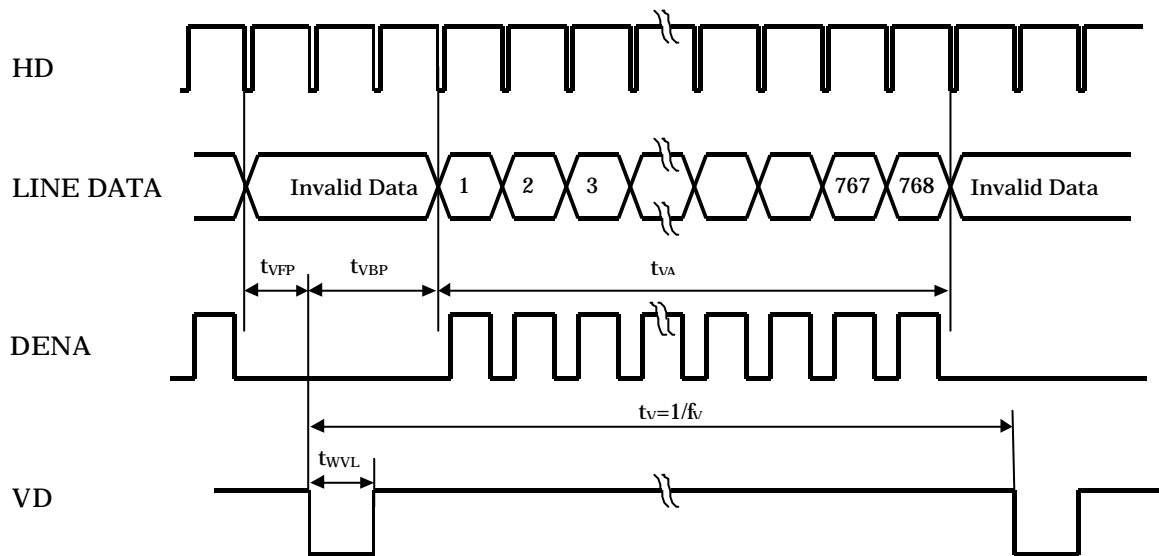 HD
LINE DATA
Invalid Data 1 2 3 767 768 Invalid Data
tVFP tVBP tVA
DENA
tV=1/fV
tWVL
VD